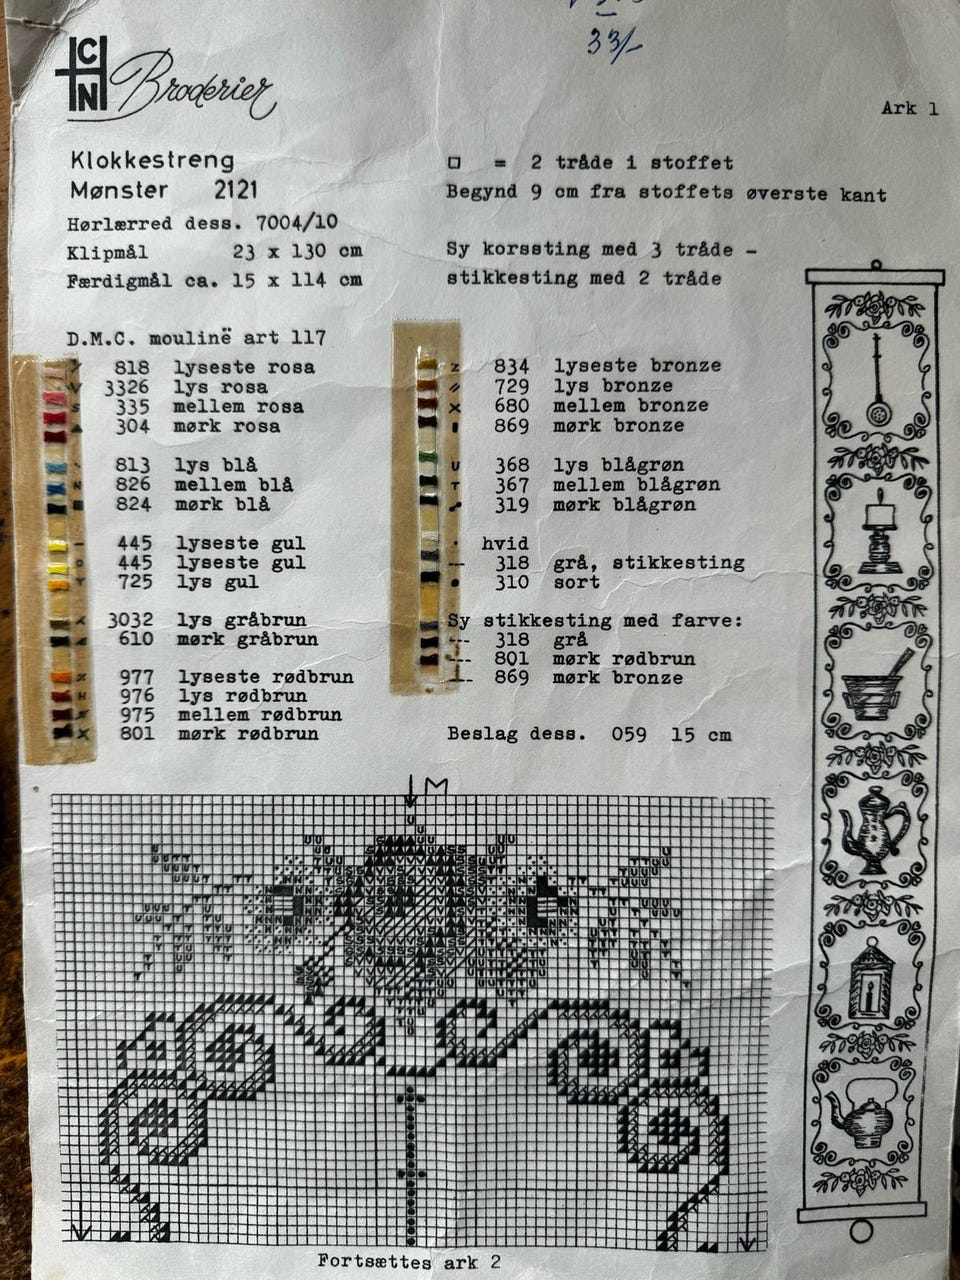 33/-
CHN Broderier
Ark 1
Klokkestreng
Mønster 2121
Hørlærred dess. 7004/10
Klipmål 23 x 130 cm
Færdigmål ca. 15 x 114 cm
□ = 2 tråde i stoffet
Begynd 9 cm fra stoffets øverste kant
Sy korssting med 3 tråde -
stikkesting med 2 tråde
D.M.C. moulinë art 117
818 lyseste rosa
3326 lys rosa
335 mellem rosa
304 mørk rosa
813 lys blå
826 mellem blå
824 mørk blå
445 lyseste gul
445 lyseste gul
725 lys gul
3032 lys gråbrun
610 mørk gråbrun
977 lyseste rødbrun
976 lys rødbrun
975 mellem rødbrun
801 mørk rødbrun
834 lyseste bronze
729 lys bronze
680 mellem bronze
869 mørk bronze
368 lys blågrøn
367 mellem blågrøn
319 mørk blågrøn
hvid
318 grå, stikkesting
310 sort
Sy stikkesting med farve:
318 grå
801 mørk rødbrun
869 mørk bronze
Beslag dess. 059 15 cm
M
Fortsættes ark 2